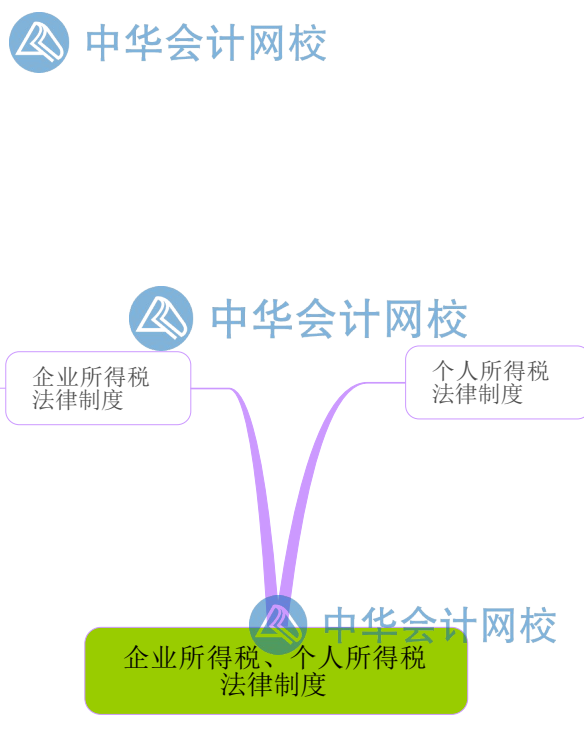 中华会计网校
中华会计网校
企业所得税
法律制度
个人所得税
法律制度
中华会计网校
企业所得税、个人所得税
法律制度